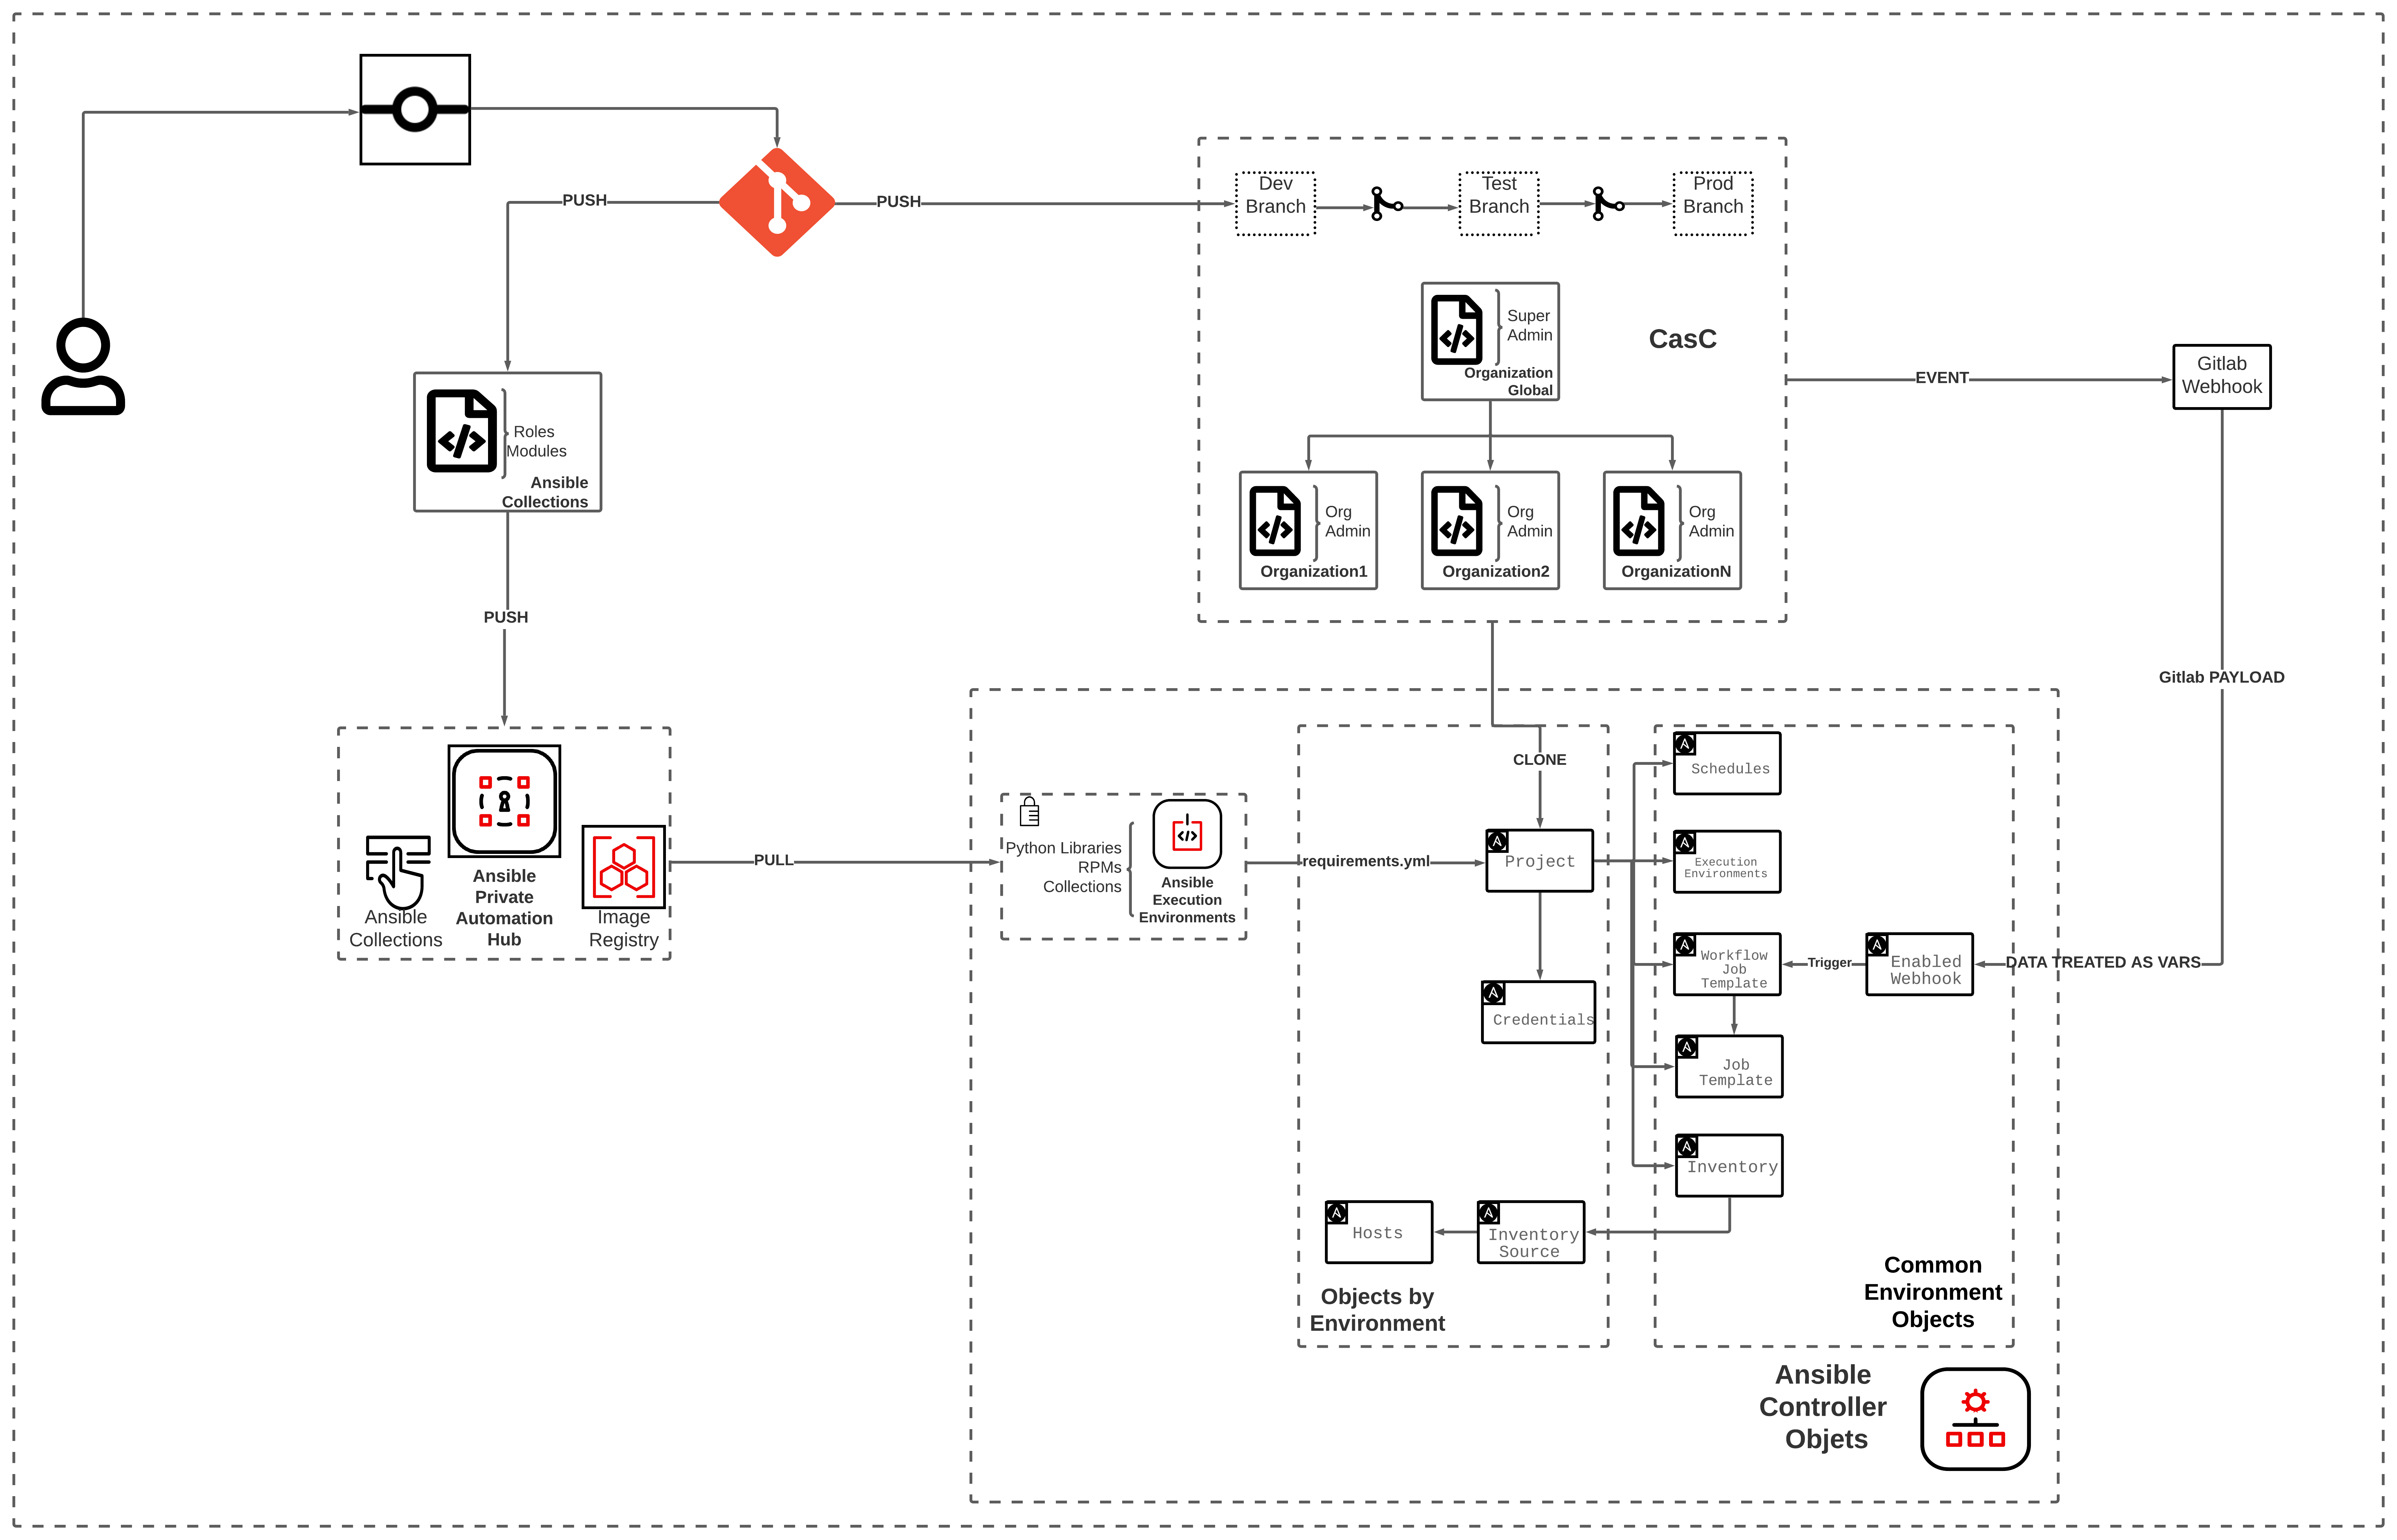 PUSH
PUSH
Dev
Branch
Test
Branch
Prod
Branch
Super
Admin
Organization
Global
CasC
EVENT
Gitlab
Webhook
Roles
Modules
Ansible
Collections
Org
Admin
Organization1
Org
Admin
Organization2
Org
Admin
OrganizationN
PUSH
Gitlab PAYLOAD
CLONE
Schedules
Ansible
Collections
Ansible
Private
Automation
Hub
Image
Registry
PULL
Python Libraries
RPMs
Collections
Ansible
Execution
Environments
requirements.yml
Project
Execution
Environments
Workflow
Job
Template
Trigger
Enabled
Webhook
DATA TREATED AS VARS
Credentials
Job
Template
Inventory
Hosts
Inventory
Source
Objects by
Environment
Common
Environment
Objects
Ansible
Controller
Objets